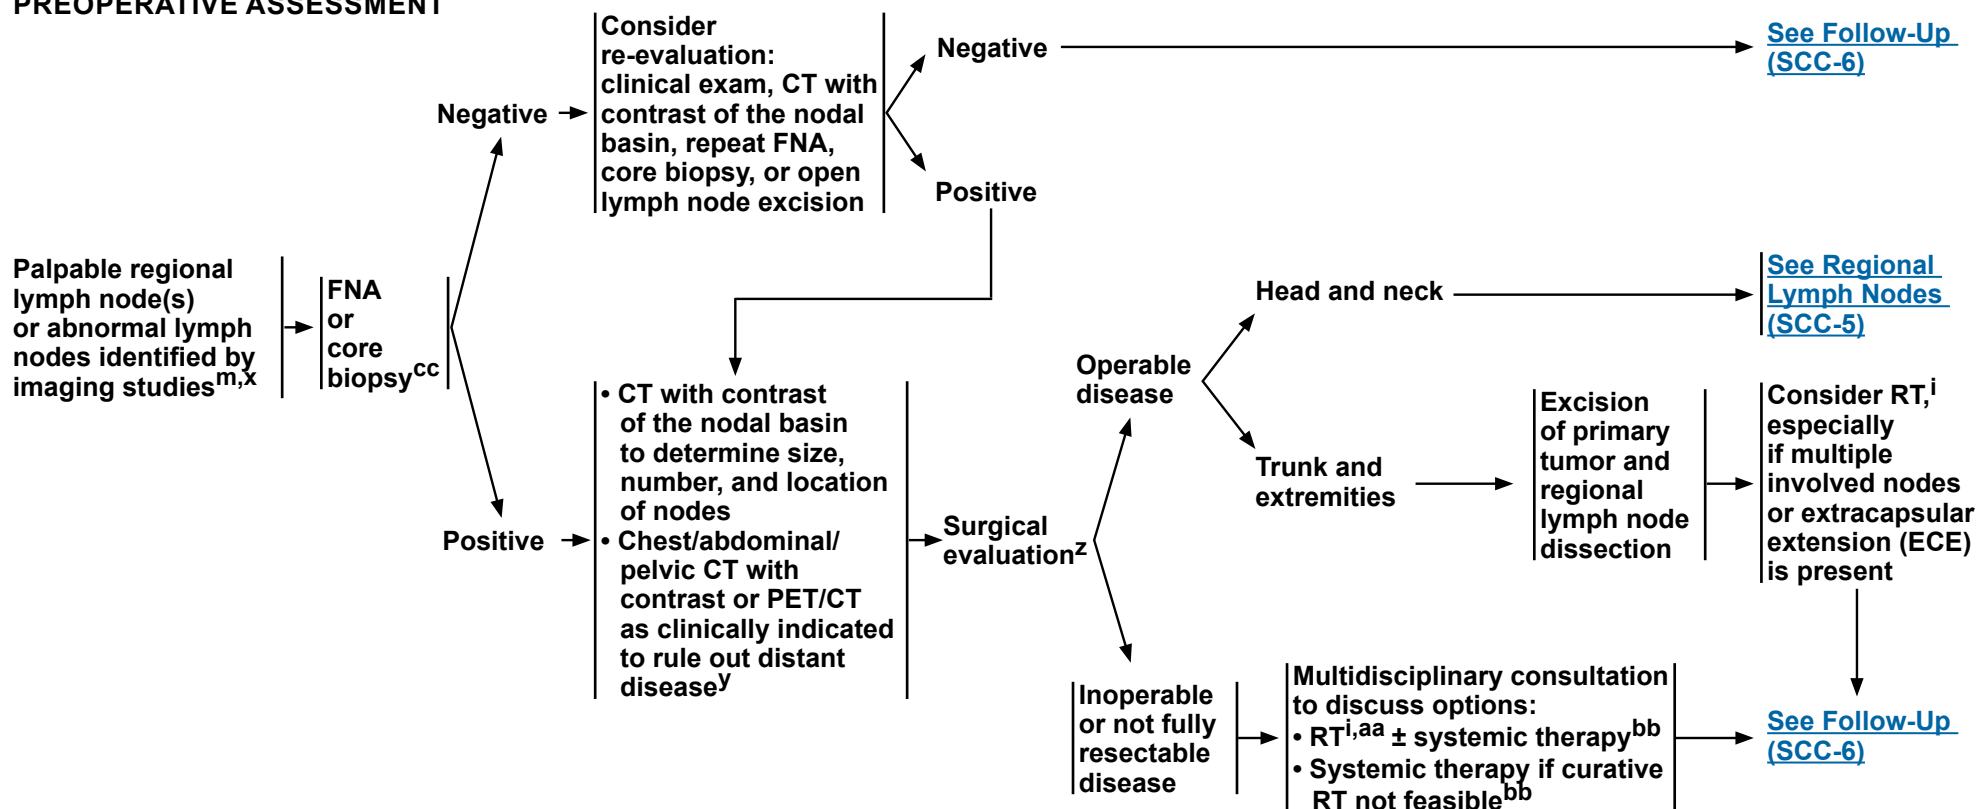 PREOPERATIVE ASSESSMENT
Palpable regional
lymph node(s)
or abnormal lymph
nodes identified by
imaging studiesm,x
FNA
or
core
biopsycc
Negative
Consider
re-evaluation:
clinical exam, CT with
contrast of the nodal
basin, repeat FNA,
core biopsy, or open
lymph node excision
Negative
See Follow-Up
(SCC-6)
Positive
Positive
• CT with contrast
of the nodal basin
to determine size,
number, and location
of nodes
• Chest/abdominal/
pelvic CT with
contrast or PET/CT
as clinically indicated
to rule out distant
diseasey
Surgical
evaluationz
Operable
disease
Head and neck
See Regional
Lymph Nodes
(SCC-5)
Trunk and
extremities
Excision
of primary
tumor and
regional
lymph node
dissection
Consider RT,i
especially
if multiple
involved nodes
or extracapsular
extension (ECE)
is present
Inoperable
or not fully
resectable
disease
Multidisciplinary consultation
to discuss options:
• RTi,aa ± systemic therapybb
• Systemic therapy if curative
RT not feasiblebb
See Follow-Up
(SCC-6)